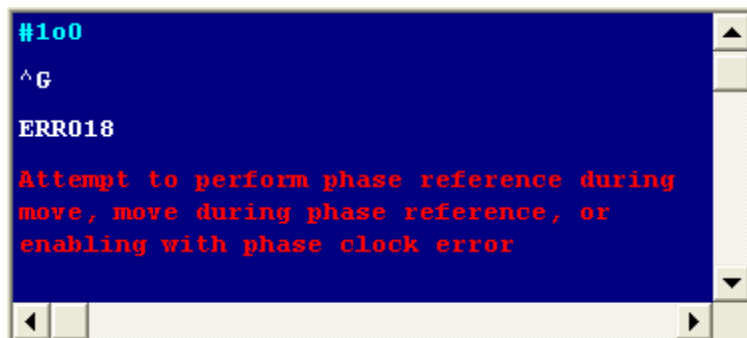 #1o0
^G
ERR018
Attempt to perform phase reference during
move, move during phase reference, or
enabling with phase clock error